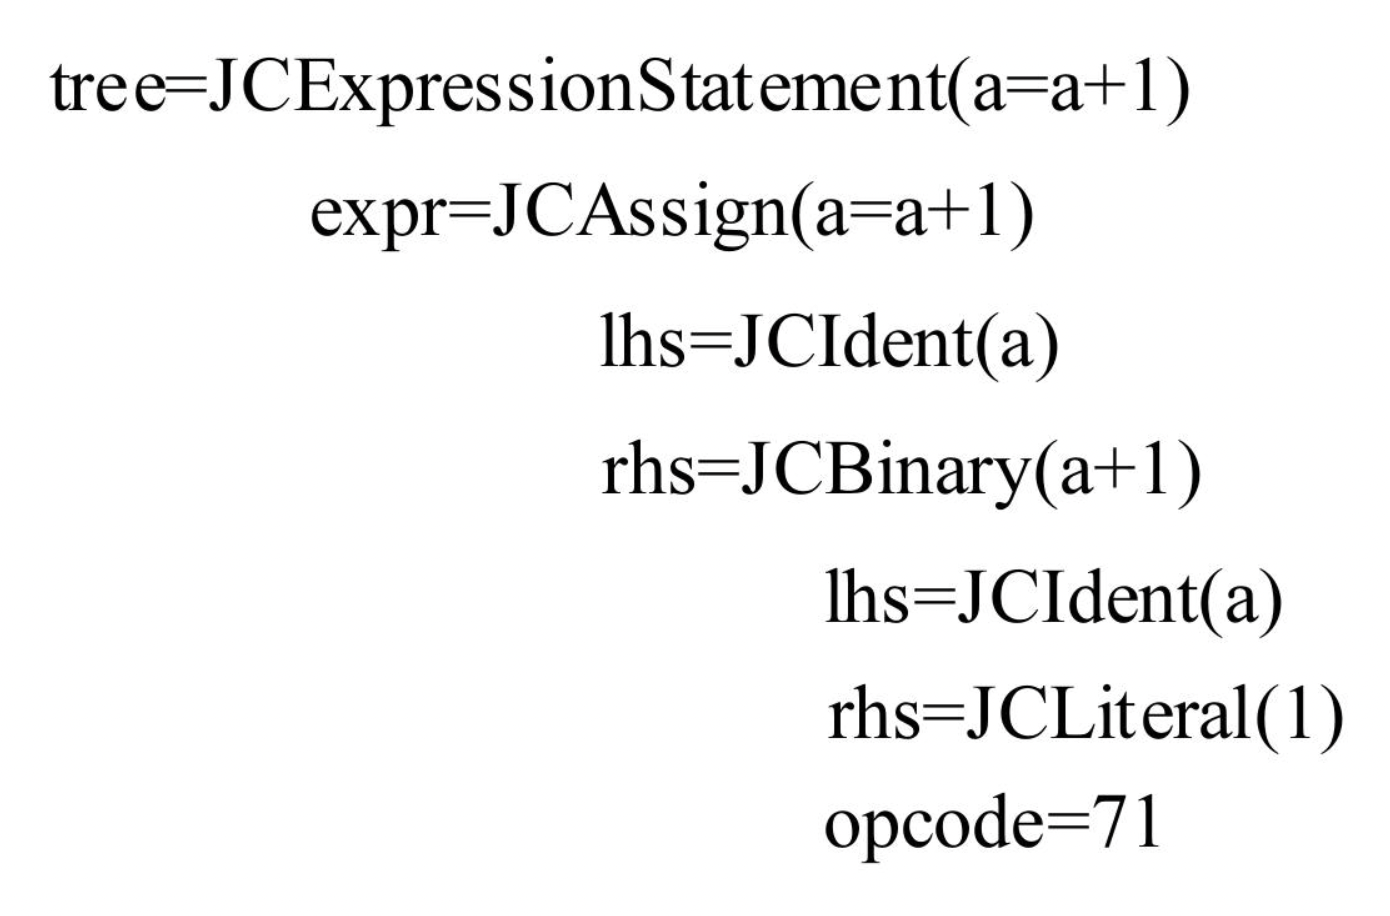 tree=JCExpressionStatement(a=a+1)
expr=JCAssign(a=a+1)
lhs=JCIdent(a)
rhs=JCBinary(a+1)
lhs=JCIdent(a)
rhs=JCLiteral(1)
opcode=71